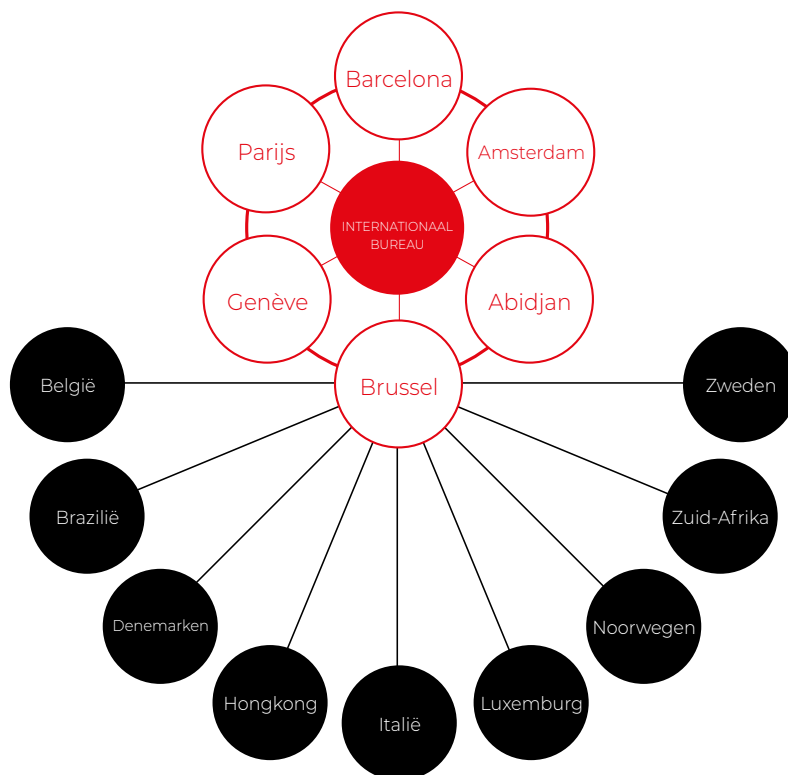 Barcelona
Parijs
Amsterdam
INTERNATIONAAL
BUREAU
Genève
Abidjan
Brussel
België
Zweden
Brazilië
Zuid-Afrika
Denemarken
Noorwegen
Hongkong
Luxemburg
Italië